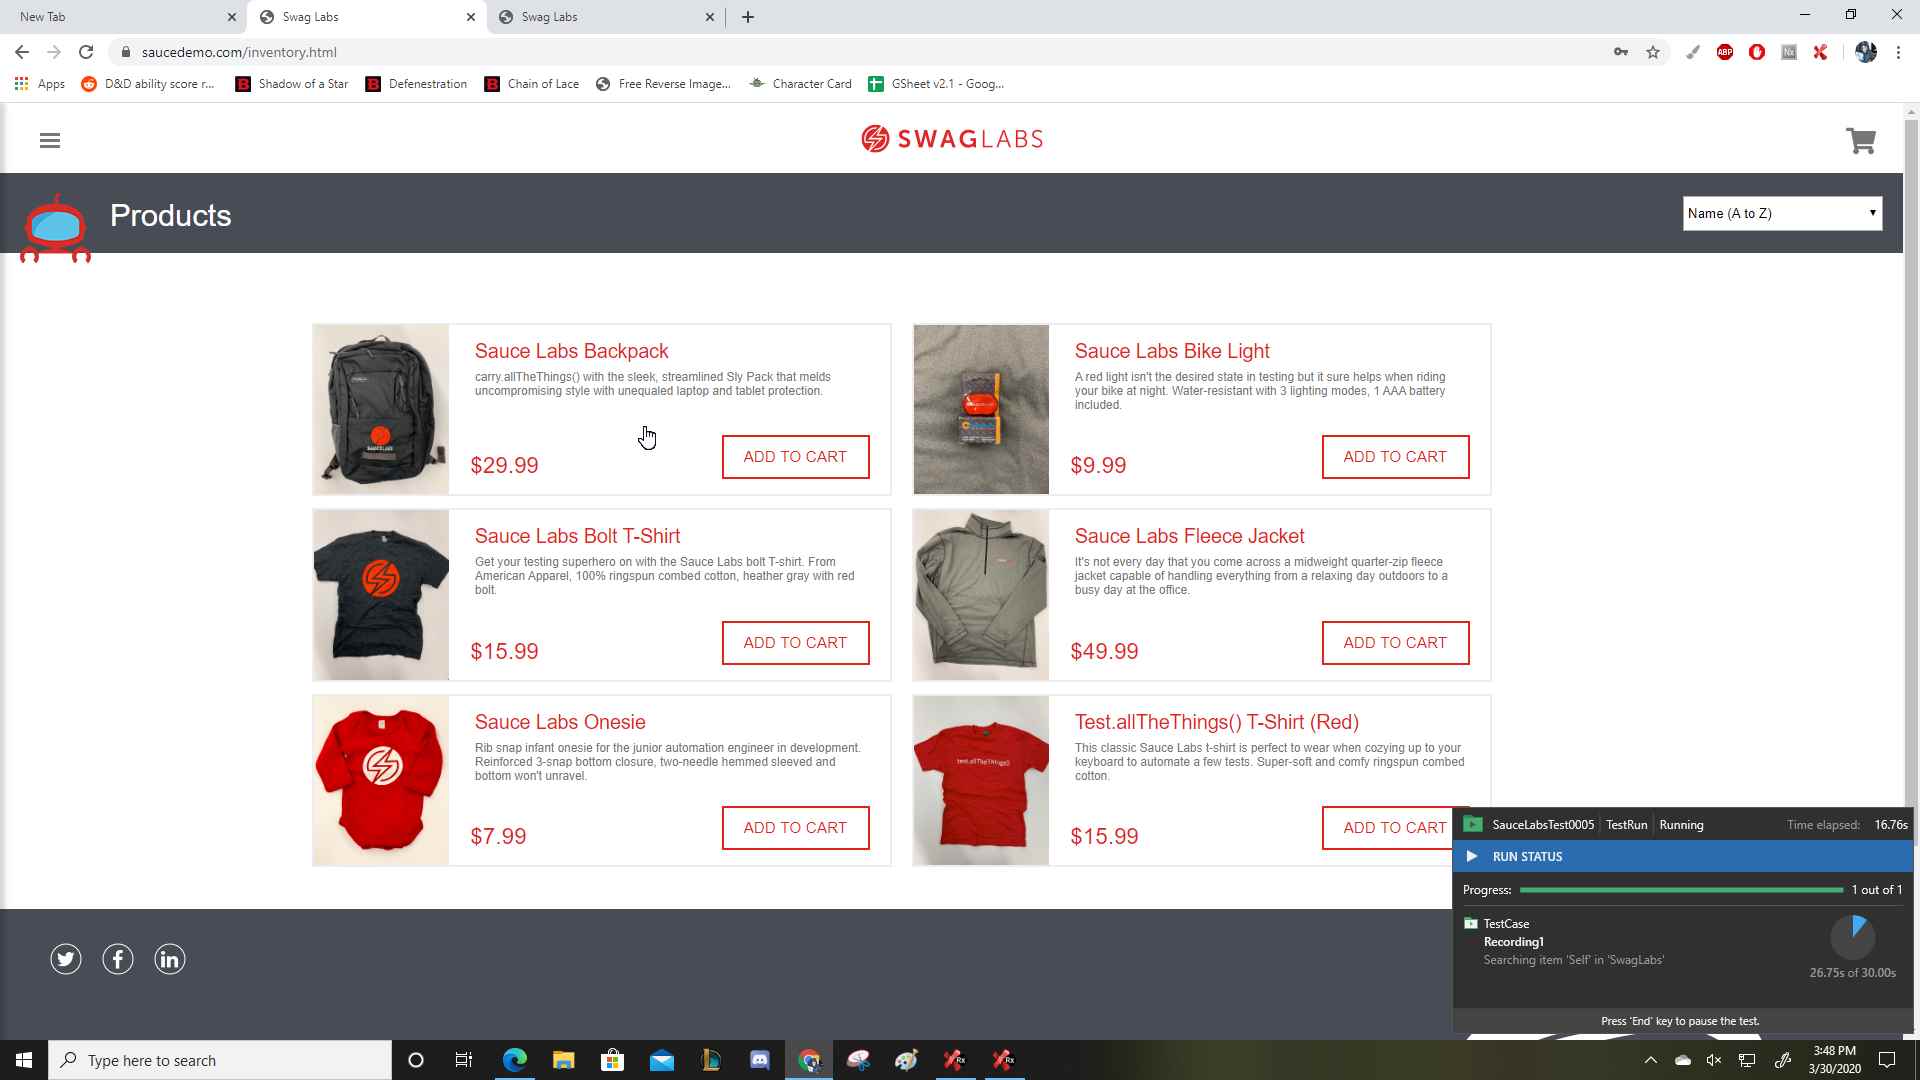 New Tab
Swag Labs
Swag Labs
saucedemo.com/inventory.html
ABP
Nx
Apps
D&D ability score r...
Shadow of a Star
Defenestration
Chain of Lace
Free Reverse Image...
Character Card
GSheet v2.1 - Goog...
SWAGLABS
Products
Name (A to Z)
Sauce Labs Backpack
carry.allTheThings() with the sleek, streamlined Sly Pack that melds
uncompromising style with unequaled laptop and tablet protection.
$29.99
ADD TO CART
Sauce Labs Bike Light
A red light isn't the desired state in testing but it sure helps when riding
your bike at night. Water-resistant with 3 lighting modes, 1 AAA battery
included.
$9.99
ADD TO CART
Sauce Labs Bolt T-Shirt
Get your testing superhero on with the Sauce Labs bolt T-shirt. From
American Apparel, 100% ringspun combed cotton, heather gray with red
bolt.
$15.99
ADD TO CART
Sauce Labs Fleece Jacket
It's not every day that you come across a midweight quarter-zip fleece
jacket capable of handling everything from a relaxing day outdoors to a
busy day at the office.
$49.99
ADD TO CART
Sauce Labs Onesie
Rib snap infant onesie for the junior automation engineer in development.
Reinforced 3-snap bottom closure, two-needle hemmed sleeved and
bottom won't unravel.
$7.99
ADD TO CART
test.allTheThings()
Test.allTheThings() T-Shirt (Red)
This classic Sauce Labs t-shirt is perfect to wear when cozying up to your
keyboard to automate a few tests. Super-soft and comfy ringspun combed
cotton.
$15.99
ADD TO CART
SauceLabsTest0005 TestRun Running Time elapsed: 16.76s
RUN STATUS
Progress: 1 out of 1
TestCase
Recording1
Searching item 'Self' in 'SwagLabs'
26.75s of 30.00s
Press 'End' key to pause the test.
Type here to search
Rx
Rx
3:48 PM
3/30/2020